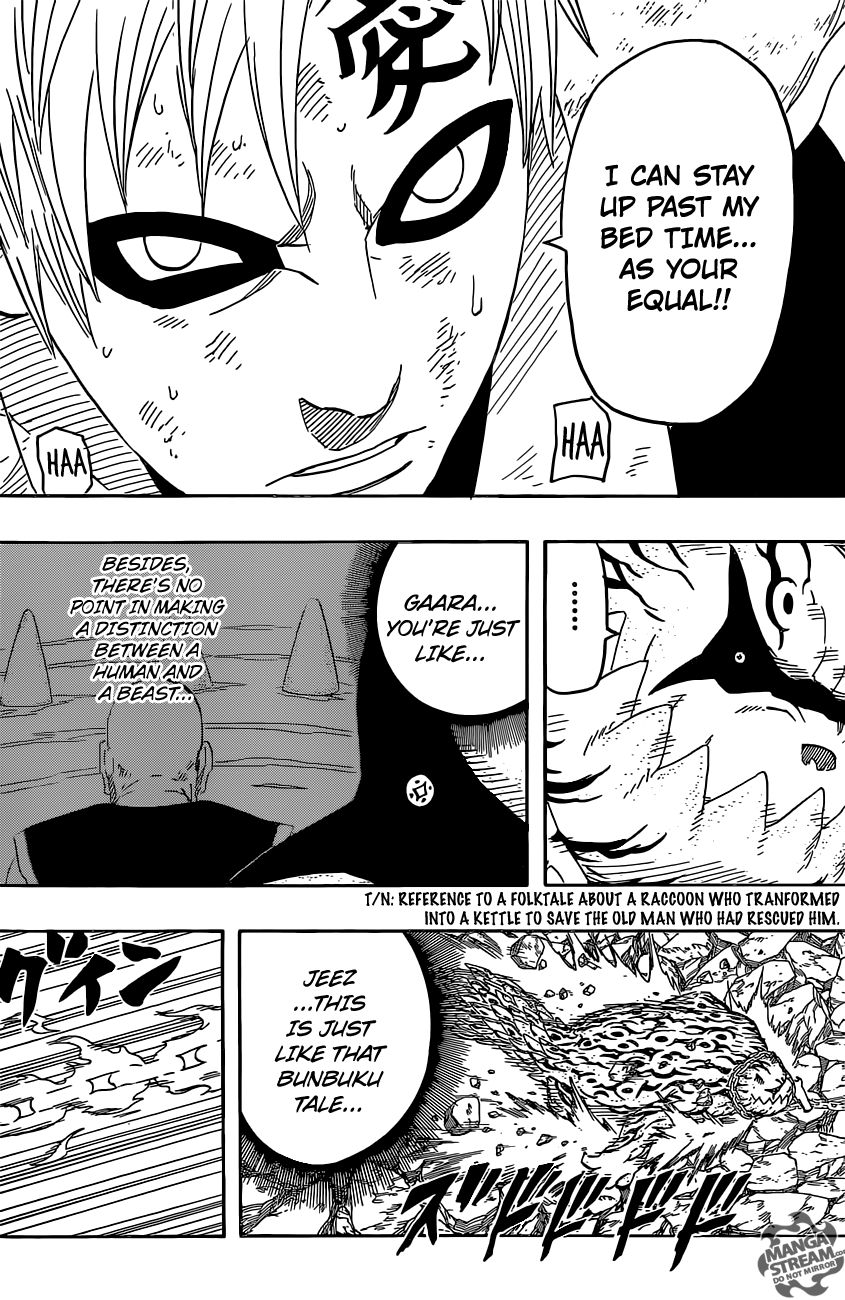 愛
I CAN STAY
UP PAST MY
BED TIME...
AS YOUR
EQUAL!!
HAA
HAA
......
GAARA...
YOU'RE JUST
LIKE...
BESIDES,
THERE'S NO
POINT IN MAKING
A DISTINCTION
BETWEEN A
HUMAN AND
A BEAST...
T/N: REFERENCE TO A FOLKTALE ABOUT A RACCOON WHO TRANFORMED
INTO A KETTLE TO SAVE THE OLD MAN WHO HAD RESCUED HIM.
JEEZ
...THIS
IS JUST
LIKE THAT
BUNBUKU
TALE...
ズドドドド
グイン
MANGA
STREAM.com
DO NOT MIRROR